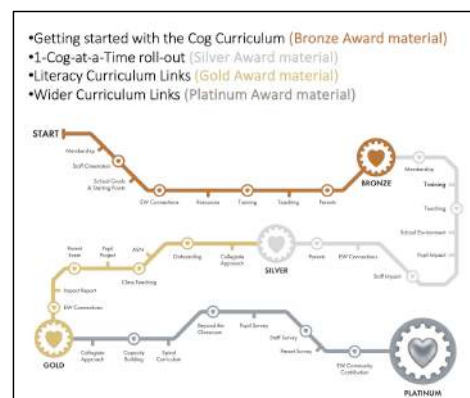 •Getting started with the Cog Curriculum (Bronze Award material)
•1-Cog-at-a-Time roll-out (Silver Award material)
•Literacy Curriculum Links (Gold Award material)
•Wider Curriculum Links (Platinum Award material)
START
Membership
Staff Orientation
School Goals
& Starting Points
EW Connections
Resources
Training
Teaching
Parents
BRONZE
Membership
Training
Teaching
School Environment
Pupil Impact
Staff Impact
EW Connections
Parents
SILVER
Collegiate
Approach
Onboarding
Class Teaching
ASN
Pupil
Project
Parent
Event
Impact Report
EW Connections
GOLD
Collegiate
Approach
Capacity
Building
Spiral
Curriculum
Beyond the
Classroom
Pupil Survey
Staff Survey
Parent Survey
EW Community
Contribution
PLATINUM